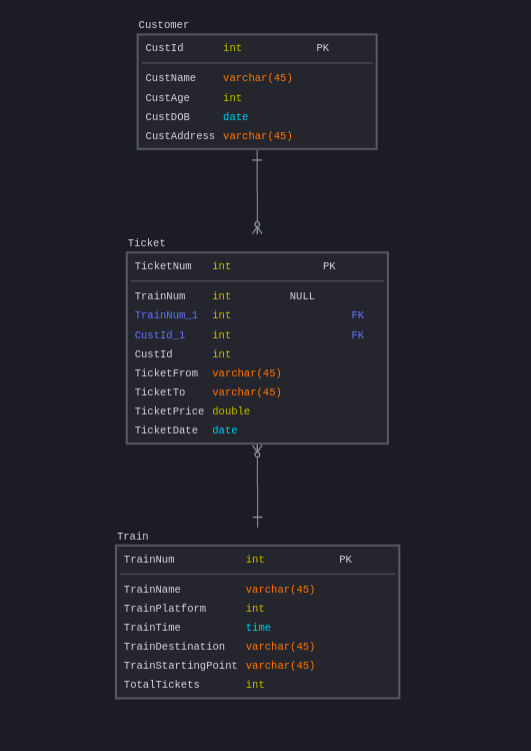 Customer
CustId int PK
CustName varchar(45)
CustAge int
CustDOB date
CustAddress varchar(45)
Ticket
TicketNum int PK
TrainNum int NULL
TrainNum_1 int FK
CustId_1 int FK
CustId int
TicketFrom varchar(45)
TicketTo varchar(45)
TicketPrice double
TicketDate date
Train
TrainNum int PK
TrainName varchar(45)
TrainPlatform int
TrainTime time
TrainDestination varchar(45)
TrainStartingPoint varchar(45)
TotalTickets int